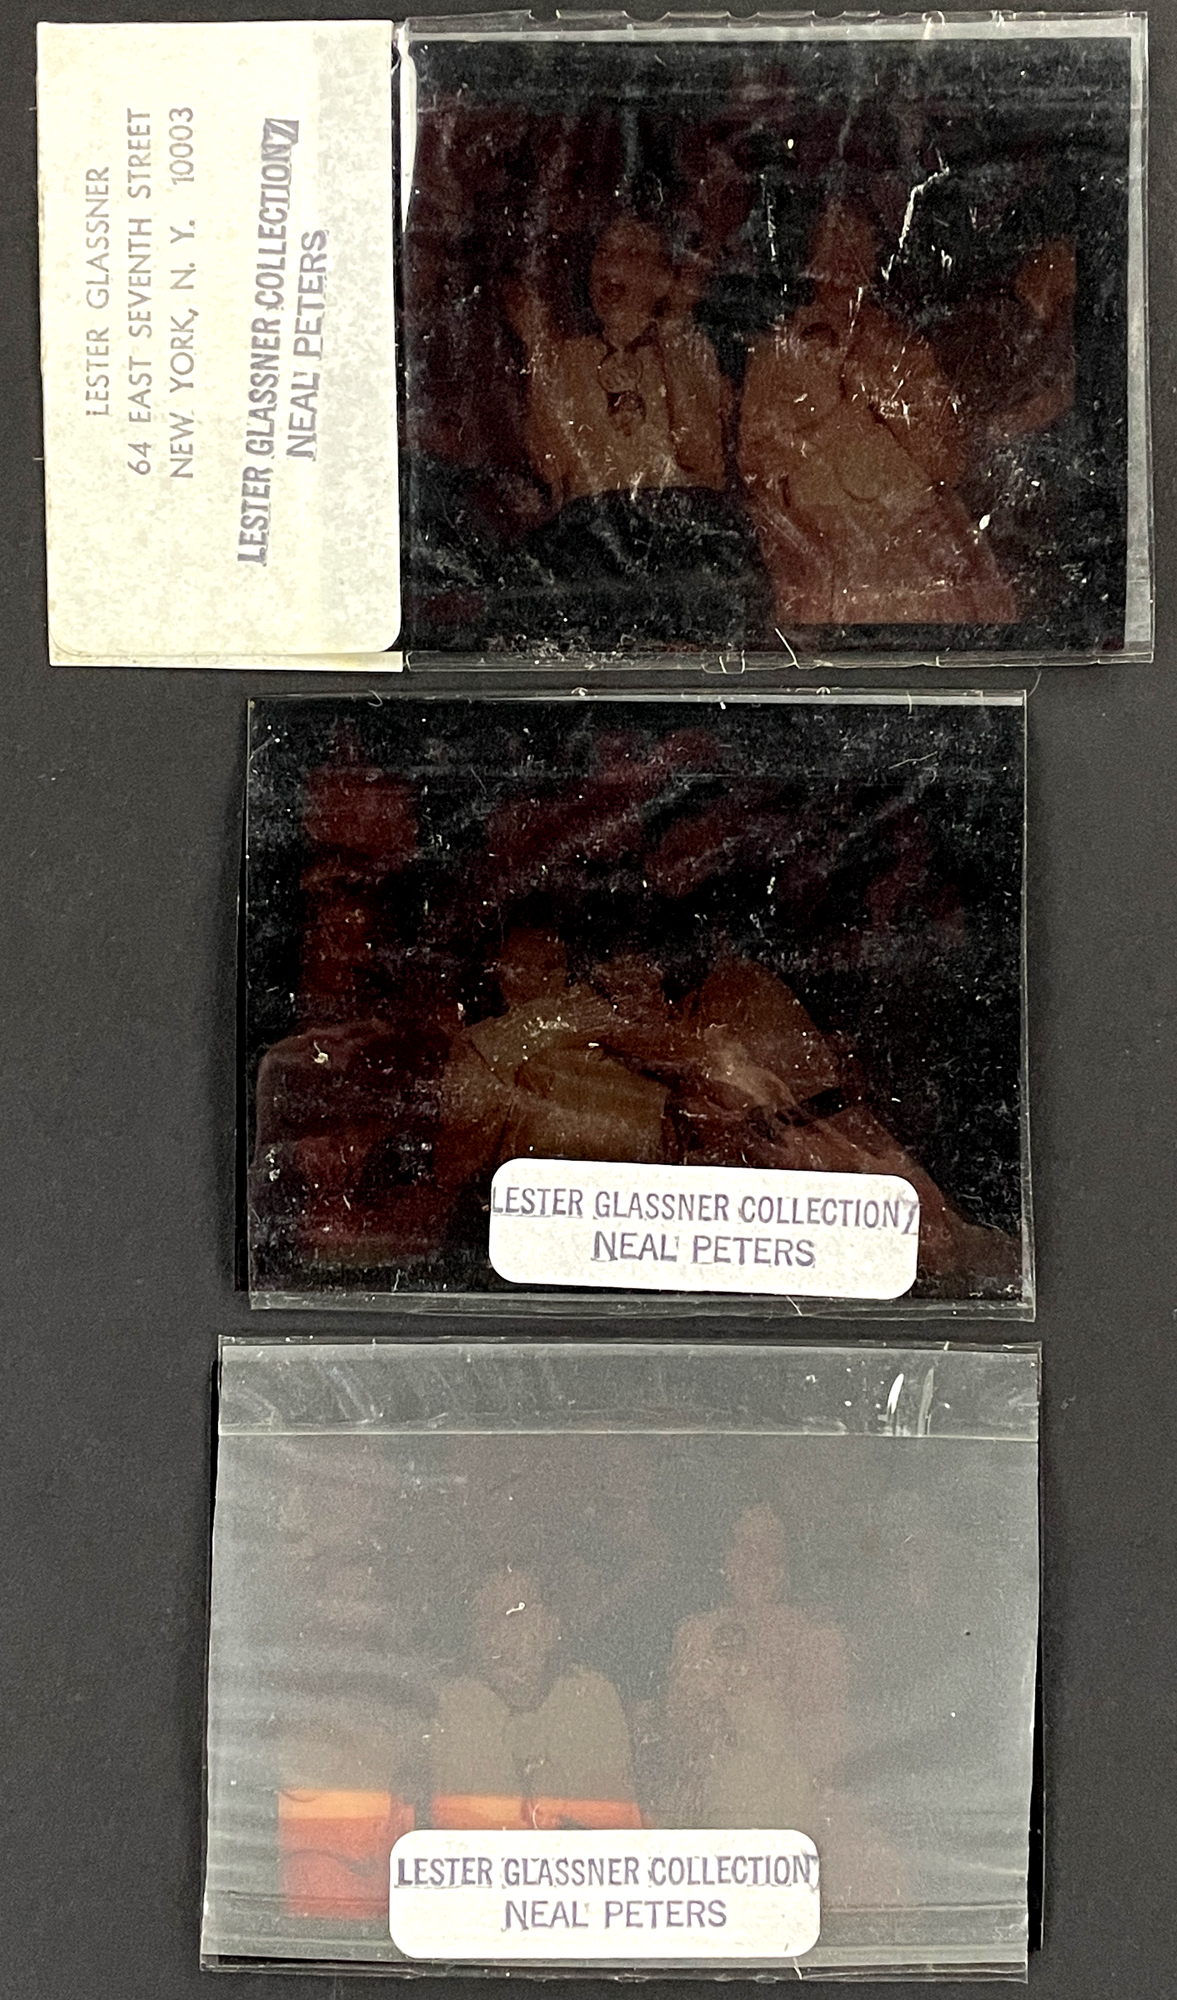 LESTER GLASSNER
64 EAST SEVENTH STREET
NEW YORK, N. Y. 10003
LESTER GLASSNER COLLECTION/
NEAL PETERS
LESTER GLASSNER COLLECTION/
NEAL PETERS
LESTER GLASSNER COLLECTION/
NEAL PETERS